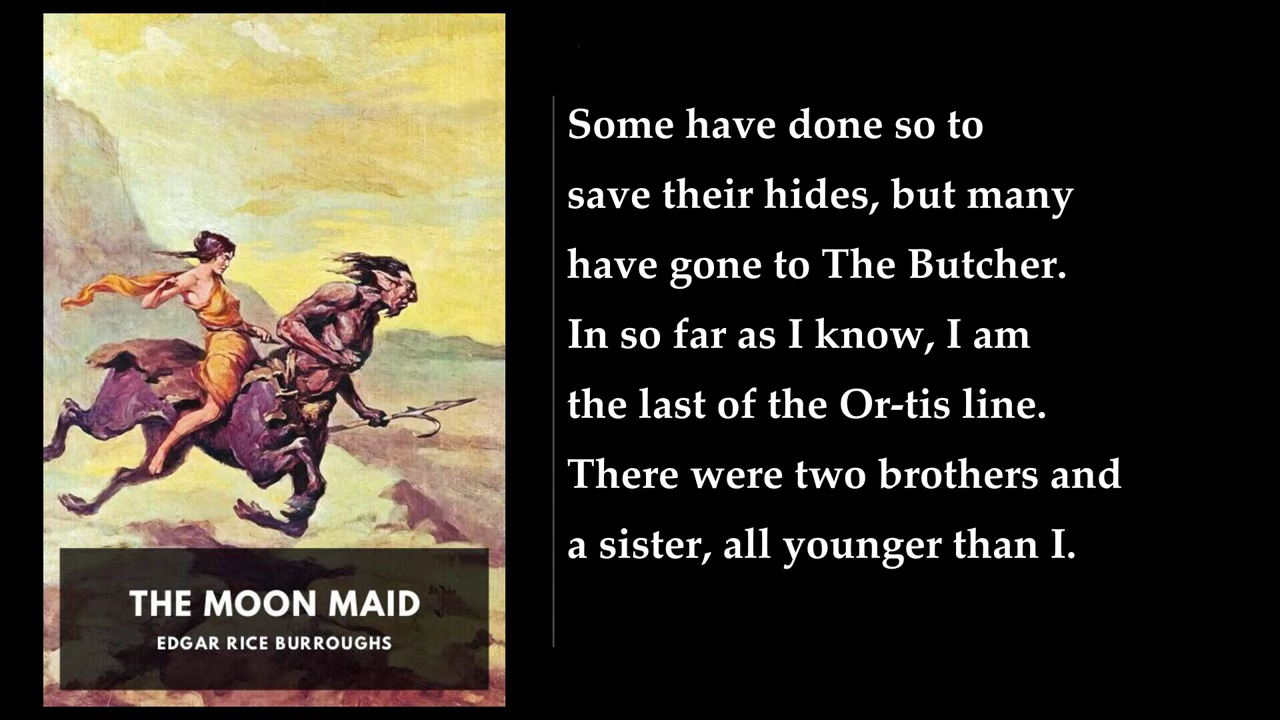 THE MOON MAID
EDGAR RICE BURROUGHS
Some have done so to
save their hides, but many
have gone to The Butcher.
In so far as I know, I am
the last of the Or-tis line.
There were two brothers and
a sister, all younger than I.